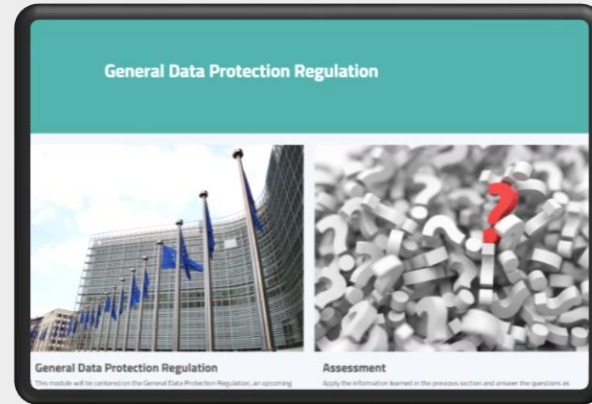 General Data Protection Regulation
General Data Protection Regulation
This module will be centered on the General Data Protection Regulation, an upcoming
Assessment
Apply the information learned in the previous section and answer the questions as